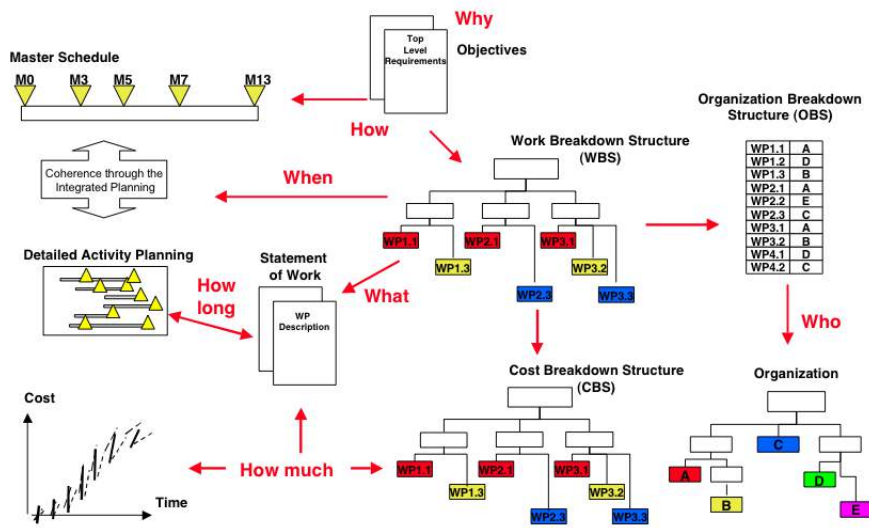 Why
Top
Level
Requirements
Objectives
Master Schedule
M0 M3 M5 M7 M13
How
Organization Breakdown
Structure (OBS)
Work Breakdown Structure
(WBS)
WP1.1 A
WP1.2 D
WP1.3 B
WP2.1 A
WP2.2 E
WP2.3 C
WP3.1 A
WP3.2 B
WP4.1 D
WP4.2 C
Coherence through the
Integrated Planning
When
WP1.1 WP2.1 WP3.1
WP1.3 WP3.2
WP2.3 WP3.3
Detailed Activity Planning
How
long
Statement
of Work
What
WP
Description
Who
Cost Breakdown Structure
(CBS)
Organization
Cost
Time
How much
WP1.1 WP2.1 WP3.1
WP1.3 WP3.2
WP2.3 WP3.3
C
A
D
B
E